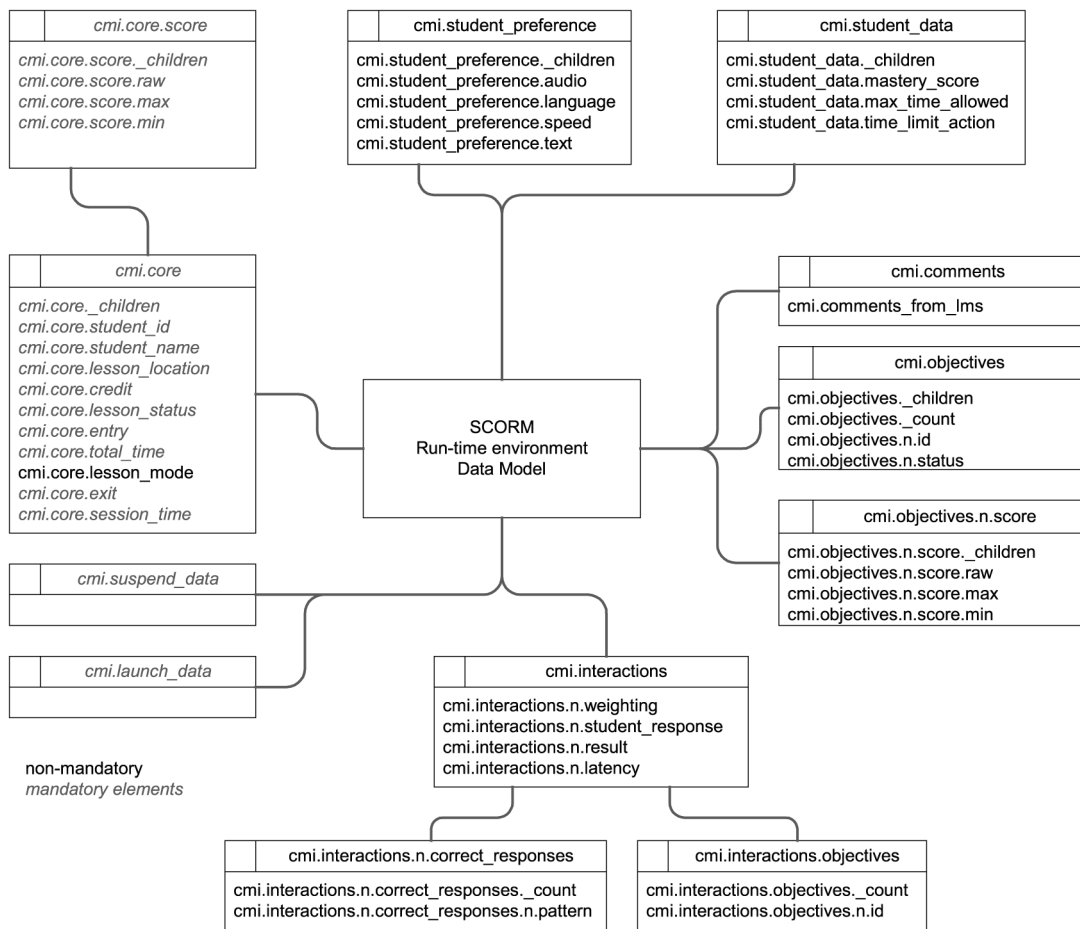 cmi.core.score
cmi.core.score._children
cmi.core.score.raw
cmi.core.score.max
cmi.core.score.min
cmi.student_preference
cmi.student_preference._children
cmi.student_preference.audio
cmi.student_preference.language
cmi.student_preference.speed
cmi.student_preference.text
cmi.student_data
cmi.student_data._children
cmi.student_data.mastery_score
cmi.student_data.max_time_allowed
cmi.student_data.time_limit_action
cmi.core
cmi.core._children
cmi.core.student_id
cmi.core.student_name
cmi.core.lesson_location
cmi.core.credit
cmi.core.lesson_status
cmi.core.entry
cmi.core.total_time
cmi.core.lesson_mode
cmi.core.exit
cmi.core.session_time
SCORM
Run-time environment
Data Model
cmi.comments
cmi.comments_from_lms
cmi.objectives
cmi.objectives._children
cmi.objectives._count
cmi.objectives.n.id
cmi.objectives.n.status
cmi.objectives.n.score
cmi.objectives.n.score._children
cmi.objectives.n.score.raw
cmi.objectives.n.score.max
cmi.objectives.n.score.min
cmi.suspend_data
cmi.launch_data
cmi.interactions
cmi.interactions.n.weighting
cmi.interactions.n.student_response
cmi.interactions.n.result
cmi.interactions.n.latency
non-mandatory
mandatory elements
cmi.interactions.n.correct_responses
cmi.interactions.n.correct_responses._count
cmi.interactions.n.correct_responses.n.pattern
cmi.interactions.objectives
cmi.interactions.objectives._count
cmi.interactions.objectives.n.id